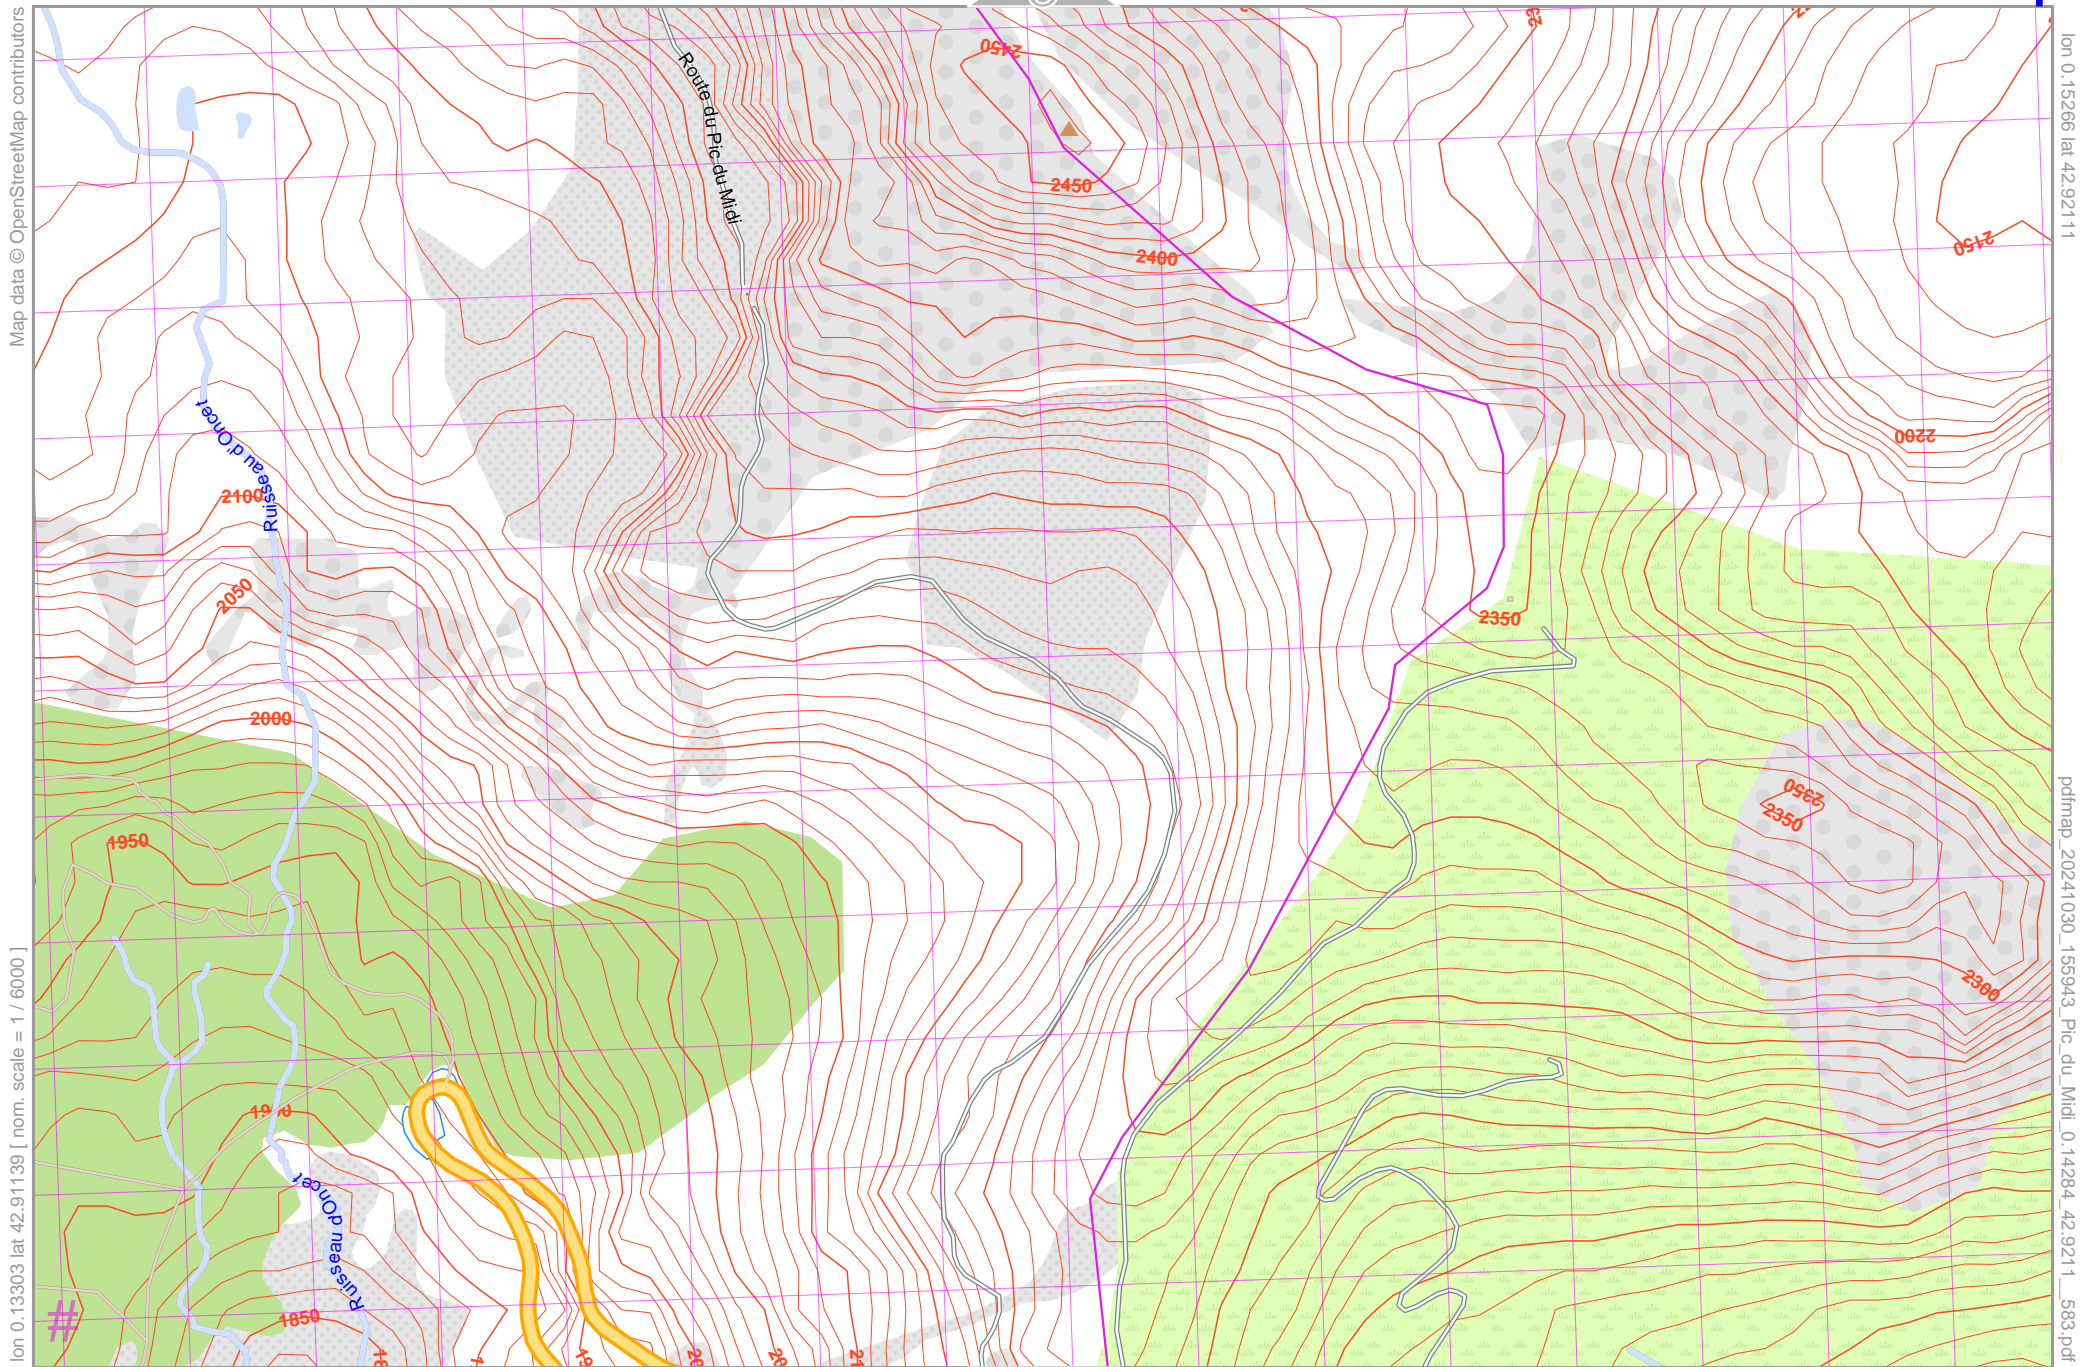 Map data © OpenStreetMap contributors
lon 0.15266 lat 42.92111
2450
Route du Pic du Midi
2450
2400
2150
2200
Ruisseau d'Oncet
2100
2050
2350
2000
2350
2350
1950
2300
Ruisseau d'Oncet
1850
#
lon 0.13303 lat 42.91139 [ nom. scale = 1 / 6000 ]
pdfmap_20241030_155943_Pic_du_Midi_0.14284_42.9211__583.pdf